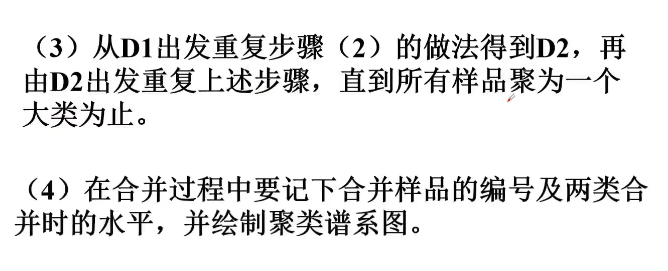 （3）从D1出发重复步骤（2）的做法得到D2，再
由D2出发重复上述步骤，直到所有样品聚为一个
大类为止。
（4）在合并过程中要记下合并样品的编号及两类合
并时的水平，并绘制聚类谱系图。